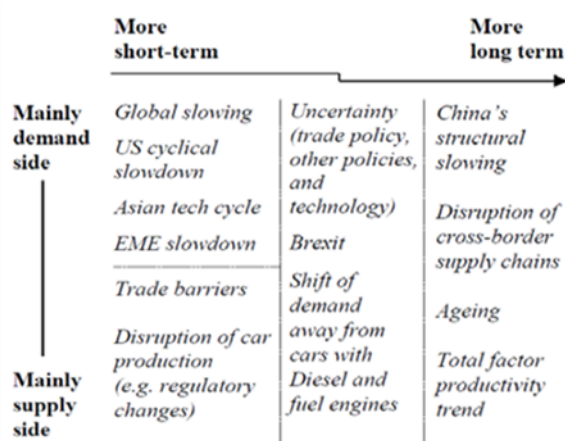 More
short-term
More
long term
Mainly
demand
side
Mainly
supply
side
Global slowing
US cyclical
slowdown
Asian tech cycle
EME slowdown
Trade barriers
Disruption of car
production
(e.g. regulatory
changes)
Uncertainty
(trade policy,
other policies,
and
technology)
Brexit
Shift of
demand
away from
cars with
Diesel and
fuel engines
China's
structural
slowing
Disruption of
cross-border
supply chains
Ageing
Total factor
productivity
trend